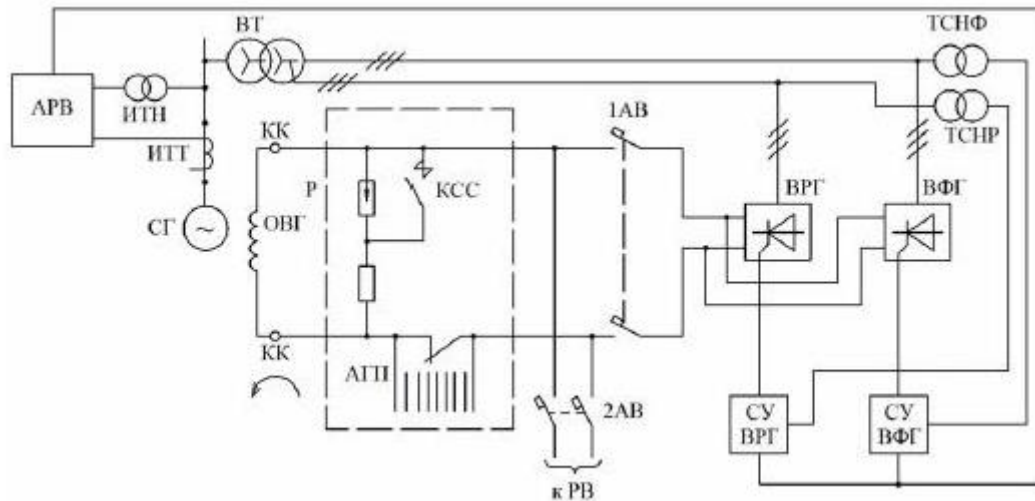 ВТ
ТСНФ
АРВ
ИТН
ТСНР
ИТТ
КК
1АВ
Р
КСС
ВРГ
ВФГ
СГ
~
ОВГ
КК
АГП
2АВ
СУ
ВРГ
СУ
ВФГ
к РВ